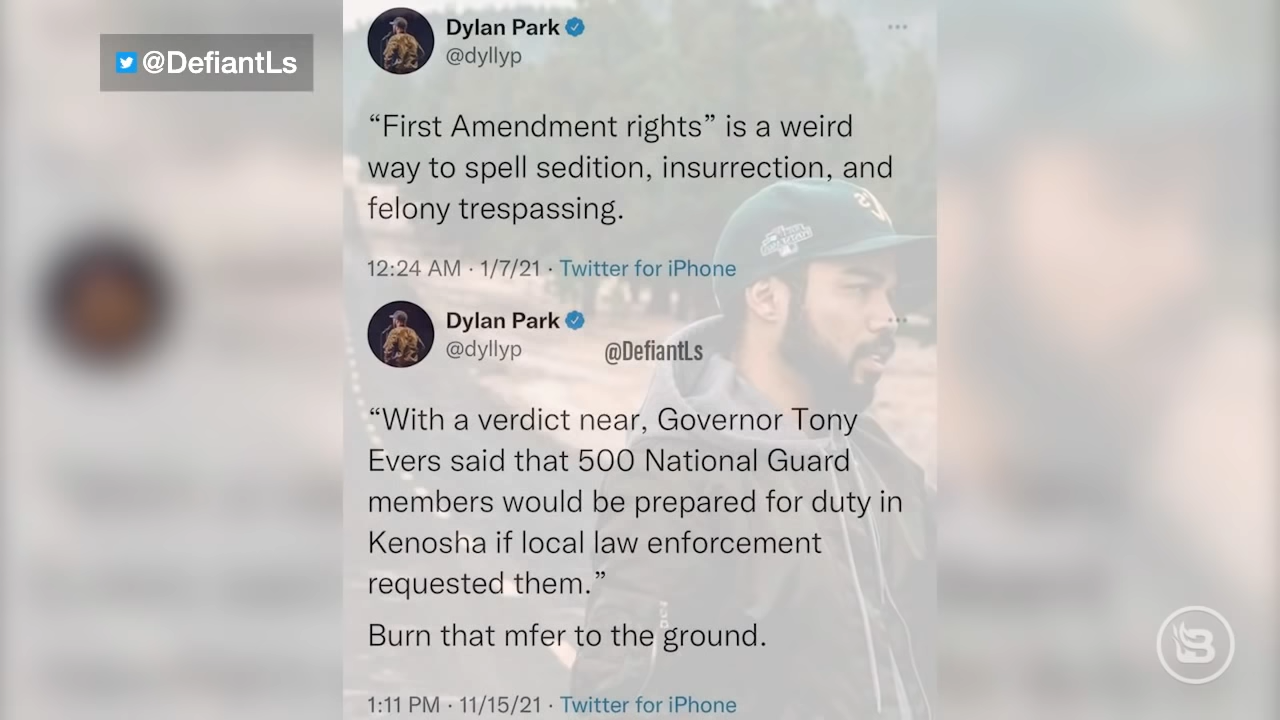 @DefiantLs
Dylan Park
@dyllyp
“First Amendment rights” is a weird
way to spell sedition, insurrection, and
felony trespassing.
12:24 AM · 1/7/21 · Twitter for iPhone
Dylan Park
@dyllyp
@DefiantLs
“With a verdict near, Governor Tony
Evers said that 500 National Guard
members would be prepared for duty in
Kenosha if local law enforcement
requested them.”
Burn that mfer to the ground.
1:11 PM · 11/15/21 · Twitter for iPhone
B